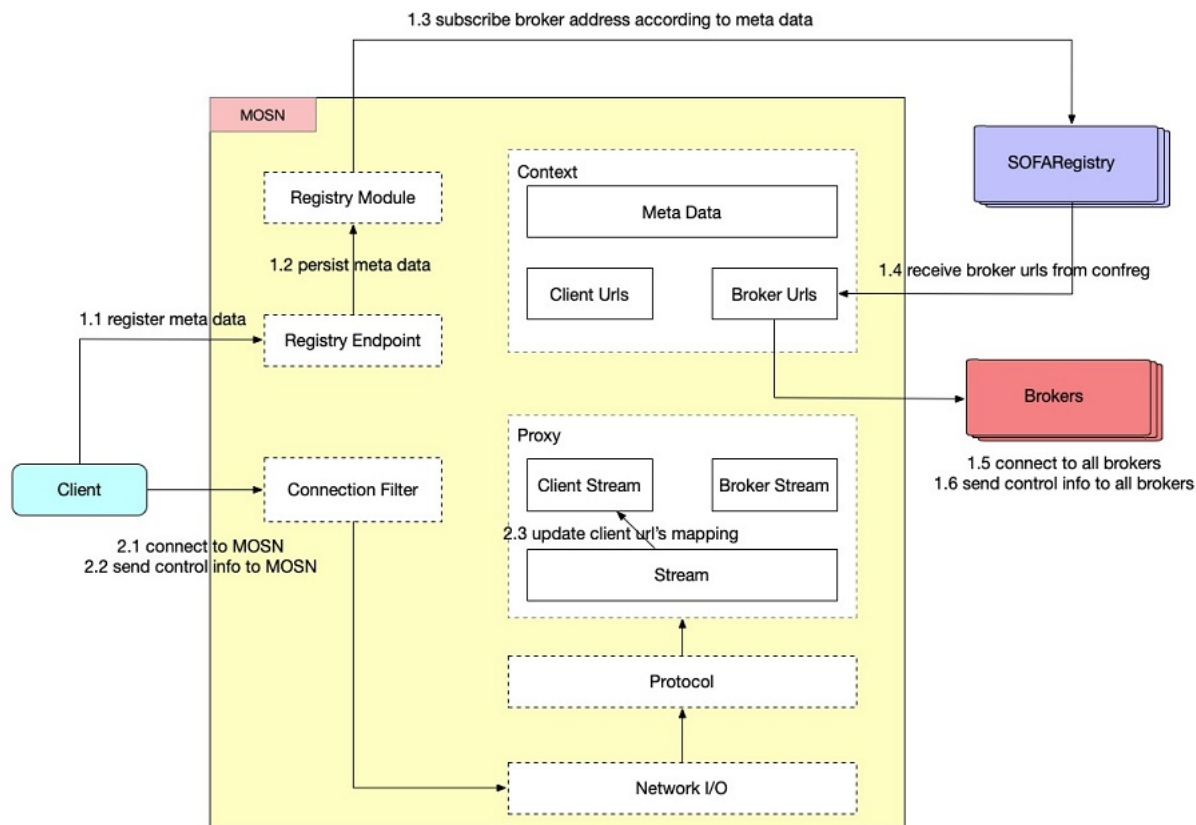 1.3 subscribe broker address according to meta data
MOSN
SOFARegistry
Context
Registry Module
Meta Data
1.2 persist meta data
1.4 receive broker urls from confreg
Client Urls
Broker Urls
1.1 register meta data
Registry Endpoint
Brokers
Proxy
1.5 connect to all brokers
1.6 send control info to all brokers
Client
Connection Filter
Client Stream
Broker Stream
2.1 connect to MOSN
2.2 send control info to MOSN
2.3 update client url's mapping
Stream
Protocol
Network I/O